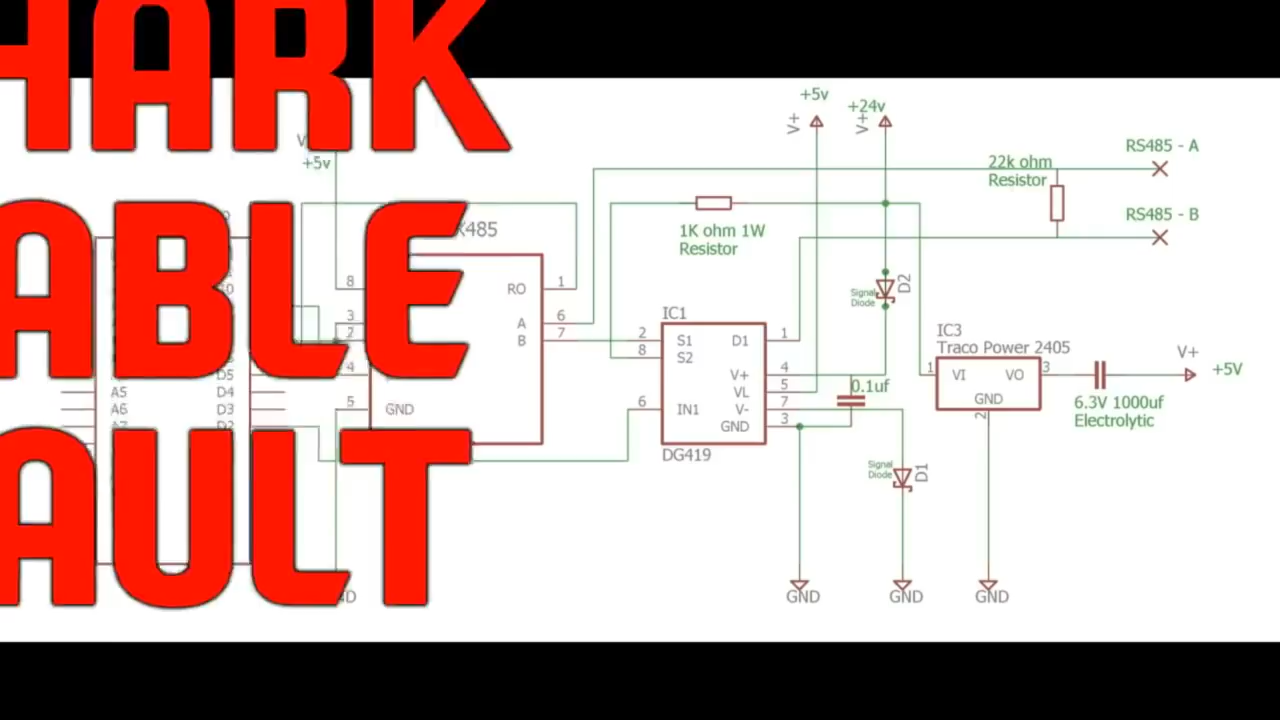 HARK
ABLE
AULT
+5v
+5v
+24v
V+
V+
RS485 - A
22k ohm
Resistor
RS485 - B
1K ohm 1W
Resistor
X485
8
3
2
4
5
RO
A
B
GND
1
6
7
D5
D4
D3
D2
A5
A6
A7
IC1
2
8
6
S1
S2
IN1
D1
V+
VL
V-
GND
1
4
5
7
3
DG419
Signal
Diode
D2
0.1uf
Signal
Diode
D1
IC3
Traco Power 2405
1
VI
VO
GND
3
2
6.3V 1000uf
Electrolytic
V+
+5V
GND
GND
GND